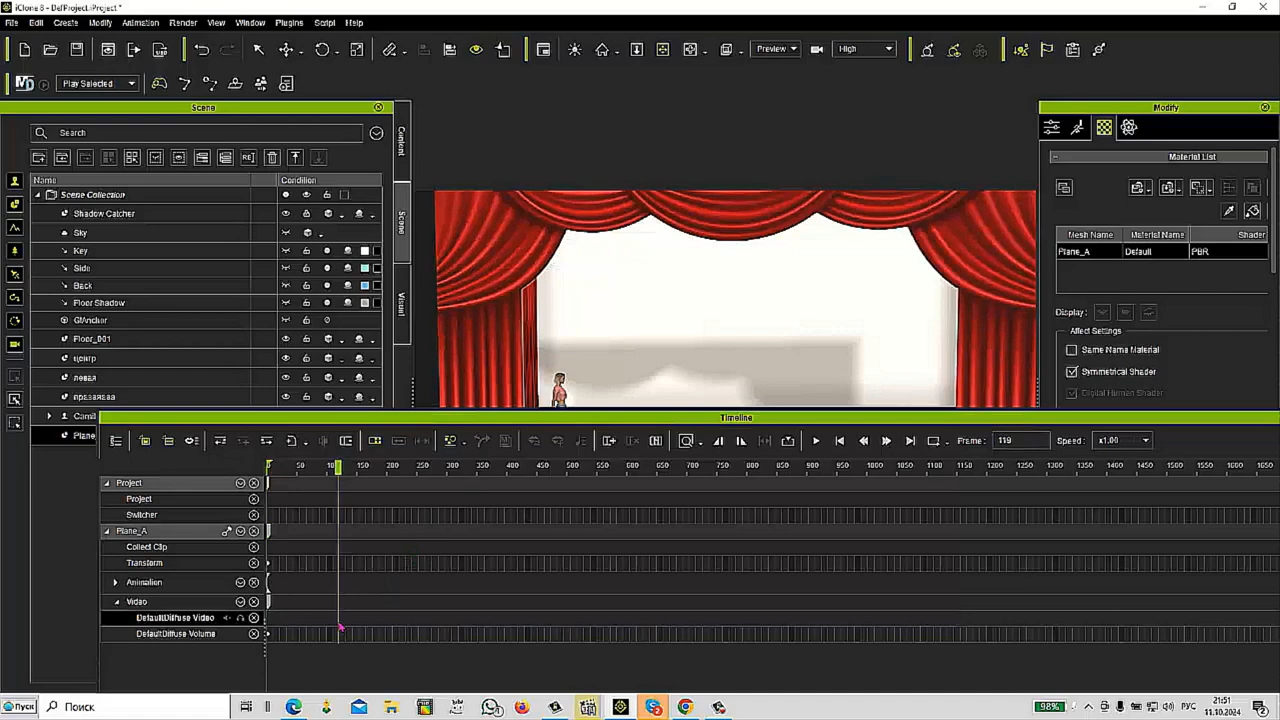 iClone 8 - DefProject.iProject *
File Edit Create Modify Animation Render View Window Plugins Script Help
Preview High
Play Selected
Scene
Modify
Search
Content
Scene
Visual
Name Condition
Scene Collection
Shadow Catcher
Sky
Key
Side
Back
Floor Shadow
Floor_001
центр
левая
Camil
Plane
Material List
Mesh Name Material Name Shader
Plane_A Default PBR
Display:
Affect Settings
Same Name Material
Symmetrical Shader
Digital Human Shader
Timeline
Frame: 119 Speed: x1.00
50 10 150 200 250 300 350 400 450 500 550 600 650 700 750 800 850 900 950 1000 1050 1100 1150 1200 1250 1300 1350 1400 1450 1500 1550 1600 1650
Project
Project
Switcher
Plane_A
Collect Clip
Transform
Animation
Video
DefaultDiffuse Video
DefaultDiffuse Volume
Пуск
Поиск
98%
РУС
21:51
11.10.2024